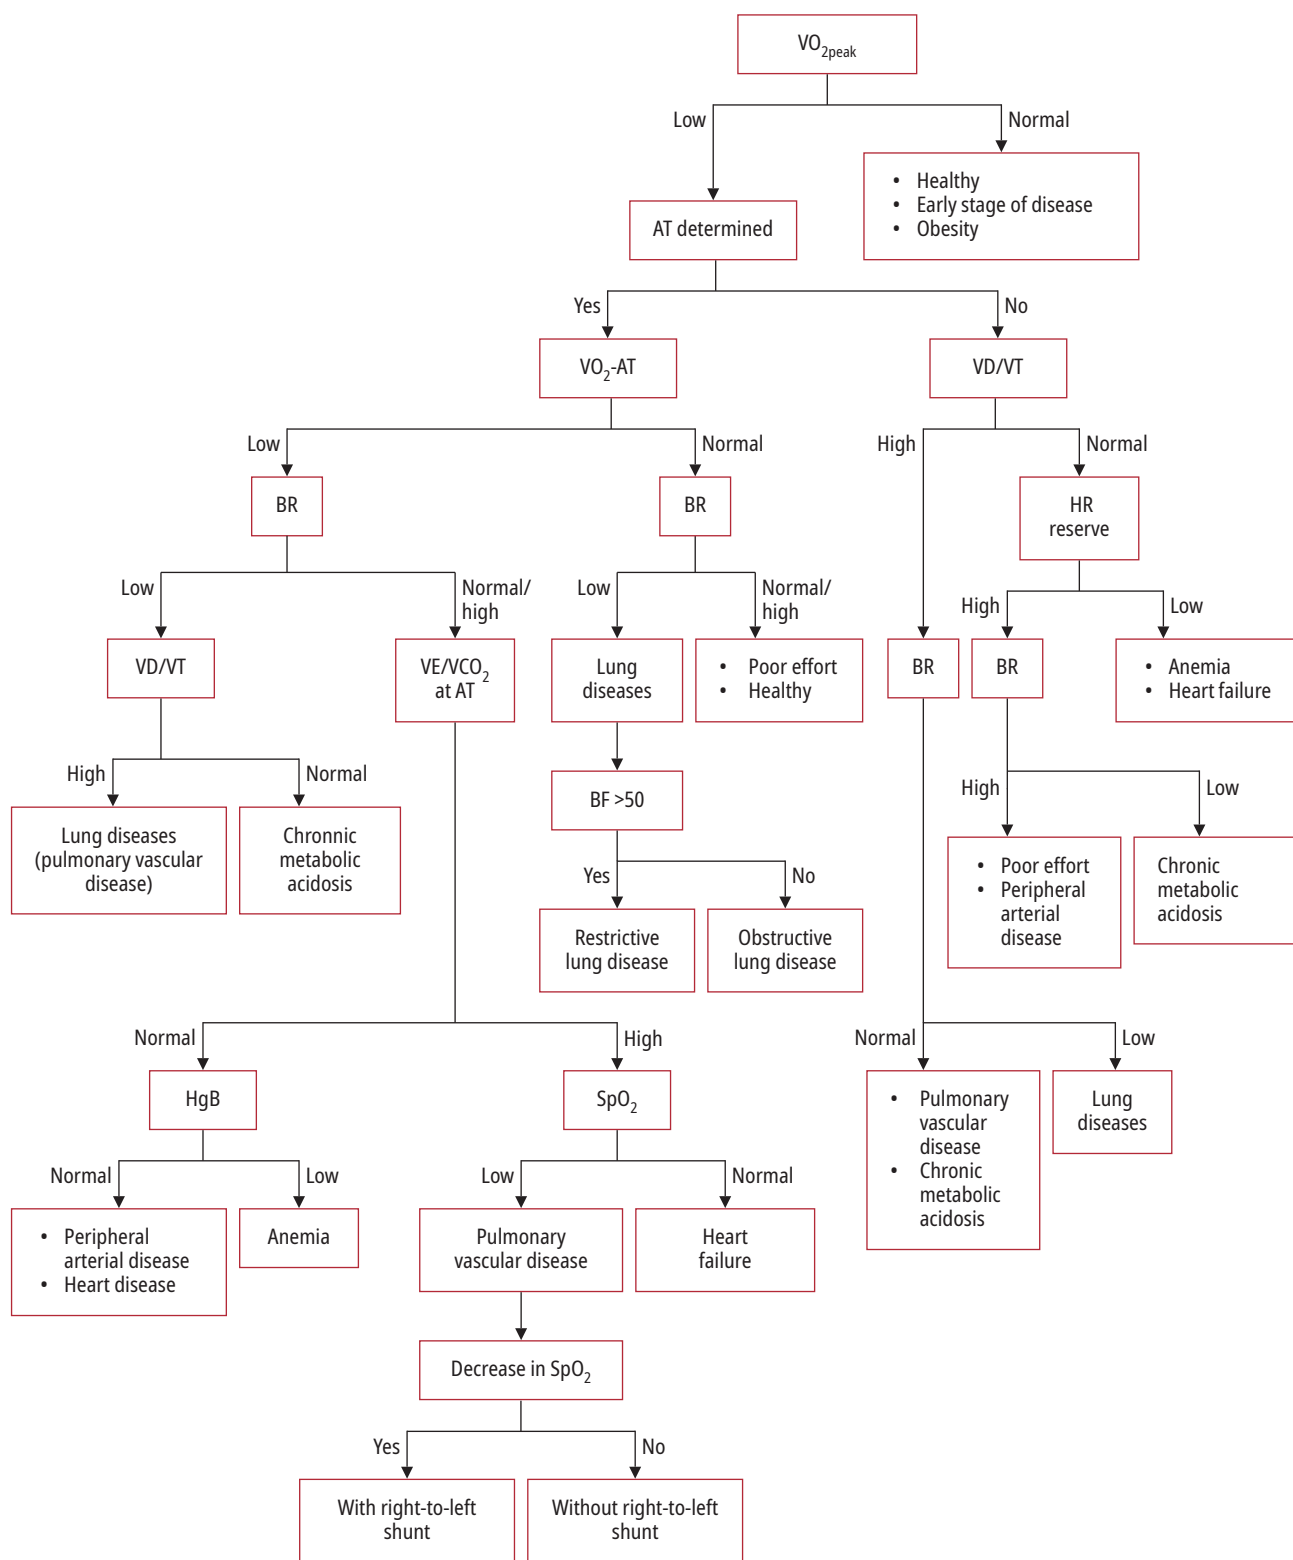 VO2peak
Low
Normal
• Healthy
• Early stage of disease
• Obesity
AT determined
Yes
No
VO2-AT
VD/VT
Low
Normal
High
Normal
BR
BR
HR
reserve
Low
Normal/
high
Low
Normal/
high
High
Low
VD/VT
VE/VCO2
at AT
Lung
diseases
• Poor effort
• Healthy
BR
BR
• Anemia
• Heart failure
High
Normal
BF >50
High
Low
Lung diseases
(pulmonary vascular
disease)
Chronnic
metabolic
acidosis
Yes
No
• Poor effort
• Peripheral
arterial
disease
Chronic
metabolic
acidosis
Restrictive
lung disease
Obstructive
lung disease
Normal
High
Normal
Low
HgB
SpO2
• Pulmonary
vascular
disease
• Chronic
metabolic
acidosis
Lung
diseases
Normal
Low
Low
Normal
• Peripheral
arterial disease
• Heart disease
Anemia
Pulmonary
vascular disease
Heart
failure
Decrease in SpO2
Yes
No
With right-to-left
shunt
Without right-to-left
shunt